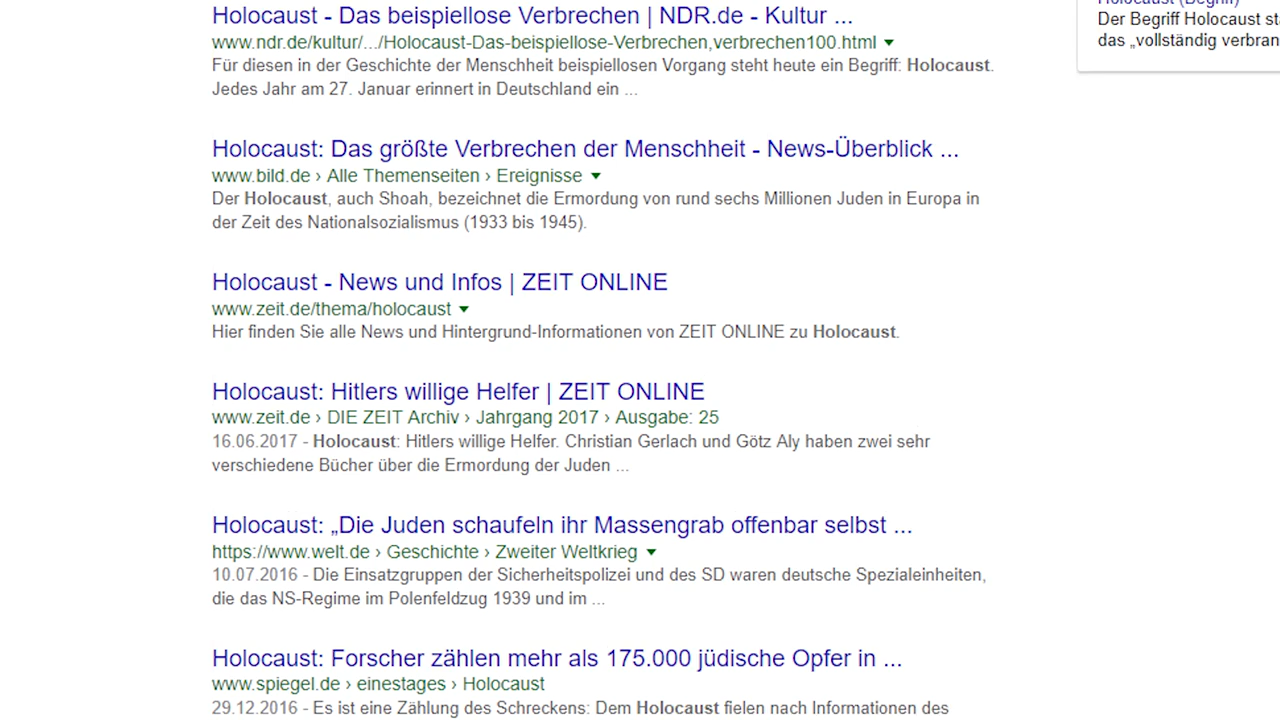 Holocaust - Das beispiellose Verbrechen | NDR.de - Kultur ...
www.ndr.de/kultur/.../Holocaust-Das-beispiellose-Verbrechen,verbrechen100.html
Für diesen in der Geschichte der Menschheit beispiellosen Vorgang steht heute ein Begriff: Holocaust.
Jedes Jahr am 27. Januar erinnert in Deutschland ein ...
Holocaust: Das größte Verbrechen der Menschheit - News-Überblick ...
www.bild.de › Alle Themenseiten › Ereignisse
Der Holocaust, auch Shoah, bezeichnet die Ermordung von rund sechs Millionen Juden in Europa in
der Zeit des Nationalsozialismus (1933 bis 1945).
Holocaust - News und Infos | ZEIT ONLINE
www.zeit.de/thema/holocaust
Hier finden Sie alle News und Hintergrund-Informationen von ZEIT ONLINE zu Holocaust.
Holocaust: Hitlers willige Helfer | ZEIT ONLINE
www.zeit.de › DIE ZEIT Archiv › Jahrgang 2017 › Ausgabe: 25
16.06.2017 - Holocaust: Hitlers willige Helfer. Christian Gerlach und Götz Aly haben zwei sehr
verschiedene Bücher über die Ermordung der Juden ...
Holocaust: „Die Juden schaufeln ihr Massengrab offenbar selbst ...
https://www.welt.de › Geschichte › Zweiter Weltkrieg
10.07.2016 - Die Einsatzgruppen der Sicherheitspolizei und des SD waren deutsche Spezialeinheiten,
die das NS-Regime im Polenfeldzug 1939 und im ...
Holocaust: Forscher zählen mehr als 175.000 jüdische Opfer in ...
www.spiegel.de › einestages › Holocaust
29.12.2016 - Es ist eine Zählung des Schreckens: Dem Holocaust fielen nach Informationen des
Holocaust (Begriff)
Der Begriff Holocaust st
das „vollständig verbran